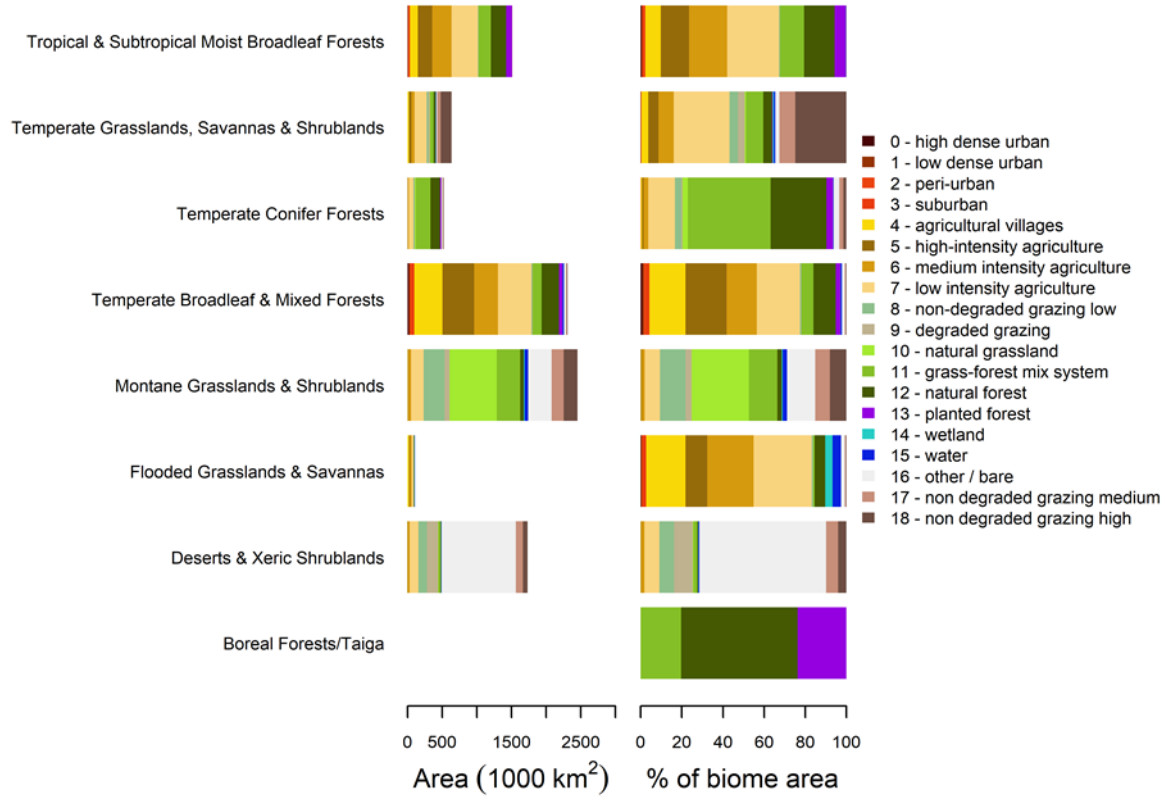 Tropical & Subtropical Moist Broadleaf Forests
Temperate Grasslands, Savannas & Shrublands
Temperate Conifer Forests
Temperate Broadleaf & Mixed Forests
Montane Grasslands & Shrublands
Flooded Grasslands & Savannas
Deserts & Xeric Shrublands
Boreal Forests/Taiga
0 500 1500 2500
Area (1000 km²)
0 20 40 60 80 100
% of biome area
0 - high dense urban
1 - low dense urban
2 - peri-urban
3 - suburban
4 - agricultural villages
5 - high-intensity agriculture
6 - medium intensity agriculture
7 - low intensity agriculture
8 - non-degraded grazing low
9 - degraded grazing
10 - natural grassland
11 - grass-forest mix system
12 - natural forest
13 - planted forest
14 - wetland
15 - water
16 - other / bare
17 - non degraded grazing medium
18 - non degraded grazing high